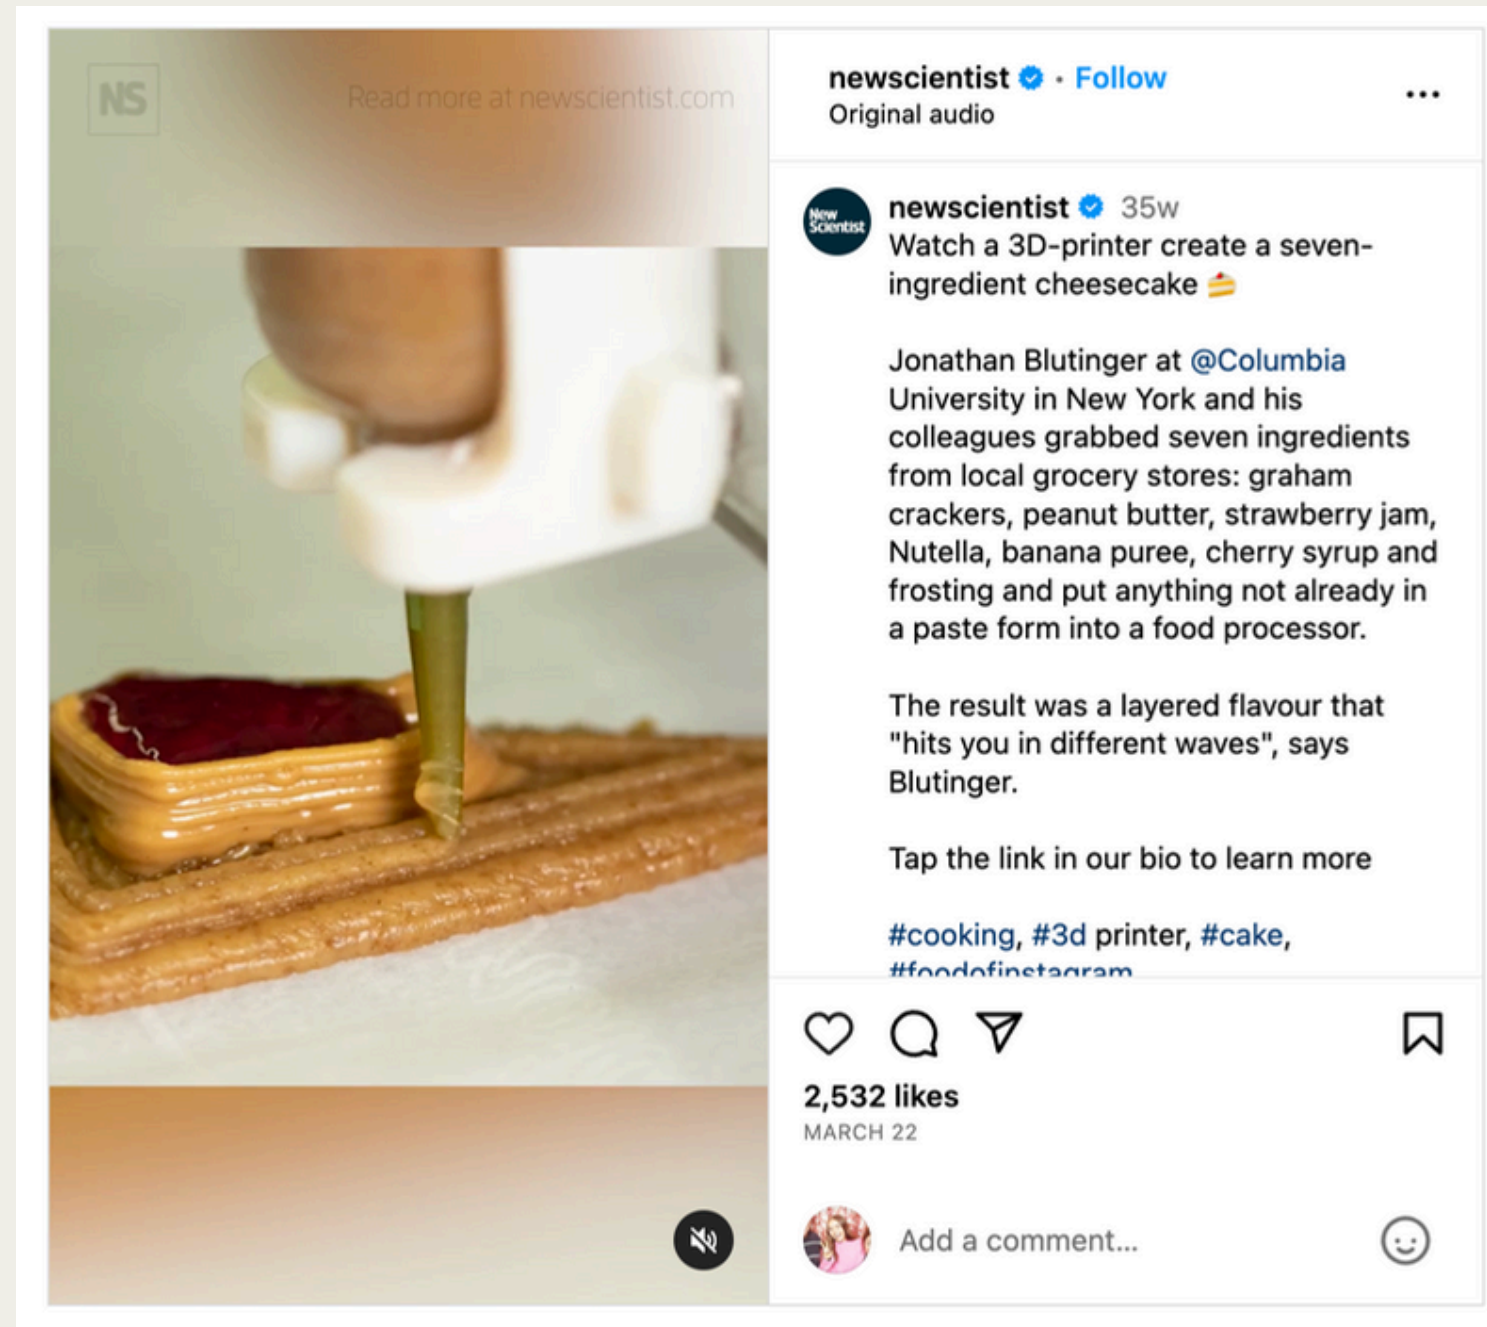 NS
Read more at newscientist.com
newscientist • Follow
Original audio
New
Scientist
newscientist 35w
Watch a 3D-printer create a seven-
ingredient cheesecake 🍰
Jonathan Blutinger at @Columbia
University in New York and his
colleagues grabbed seven ingredients
from local grocery stores: graham
crackers, peanut butter, strawberry jam,
Nutella, banana puree, cherry syrup and
frosting and put anything not already in
a paste form into a food processor.
The result was a layered flavour that
"hits you in different waves", says
Blutinger.
Tap the link in our bio to learn more
#cooking, #3d printer, #cake,
#foodofinstagram
2,532 likes
MARCH 22
Add a comment...